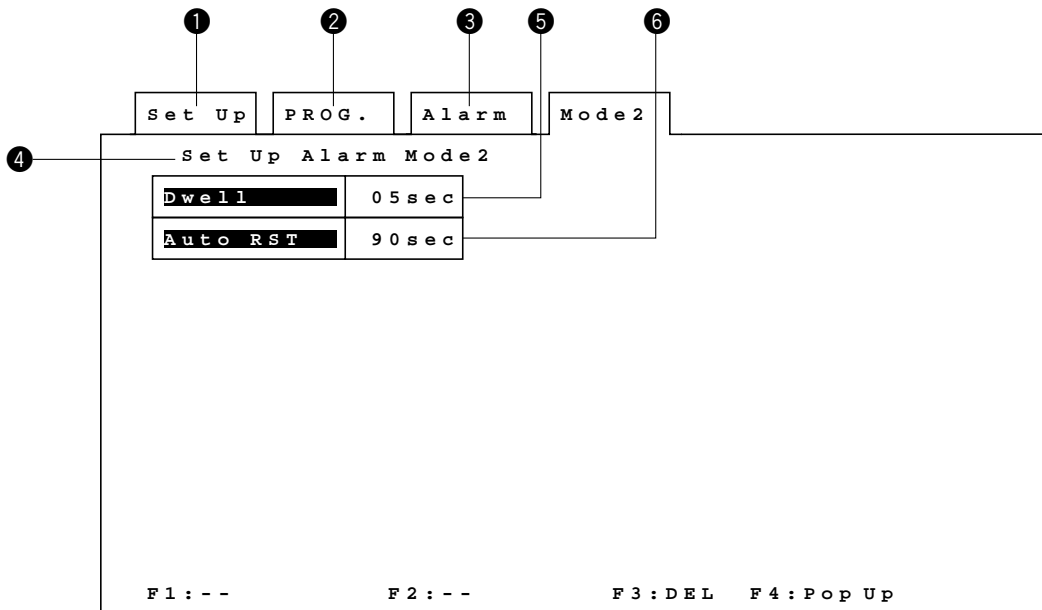 ❶ ❷ ❸ ❺ ❻
Set Up PROG. Alarm Mode2
❹ Set Up Alarm Mode2
Dwell 05sec
Auto RST 90sec
F1:-- F2:-- F3:DEL F4:Pop Up